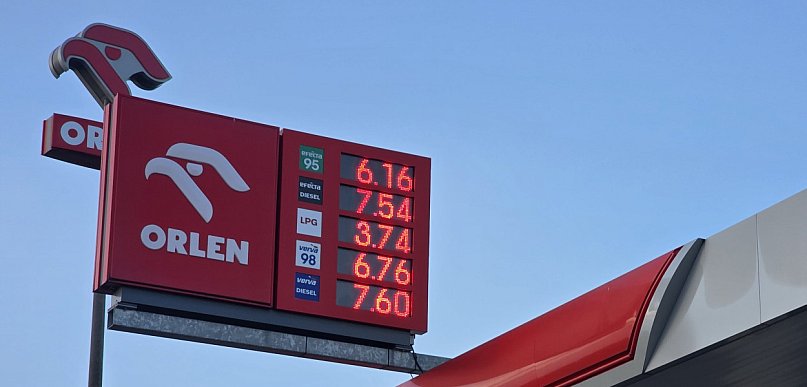 OR
ORLEN
efecta 95 6.16
efecta DIESEL 7.54
LPG 3.74
verva 98 6.76
verva DIESEL 7.60